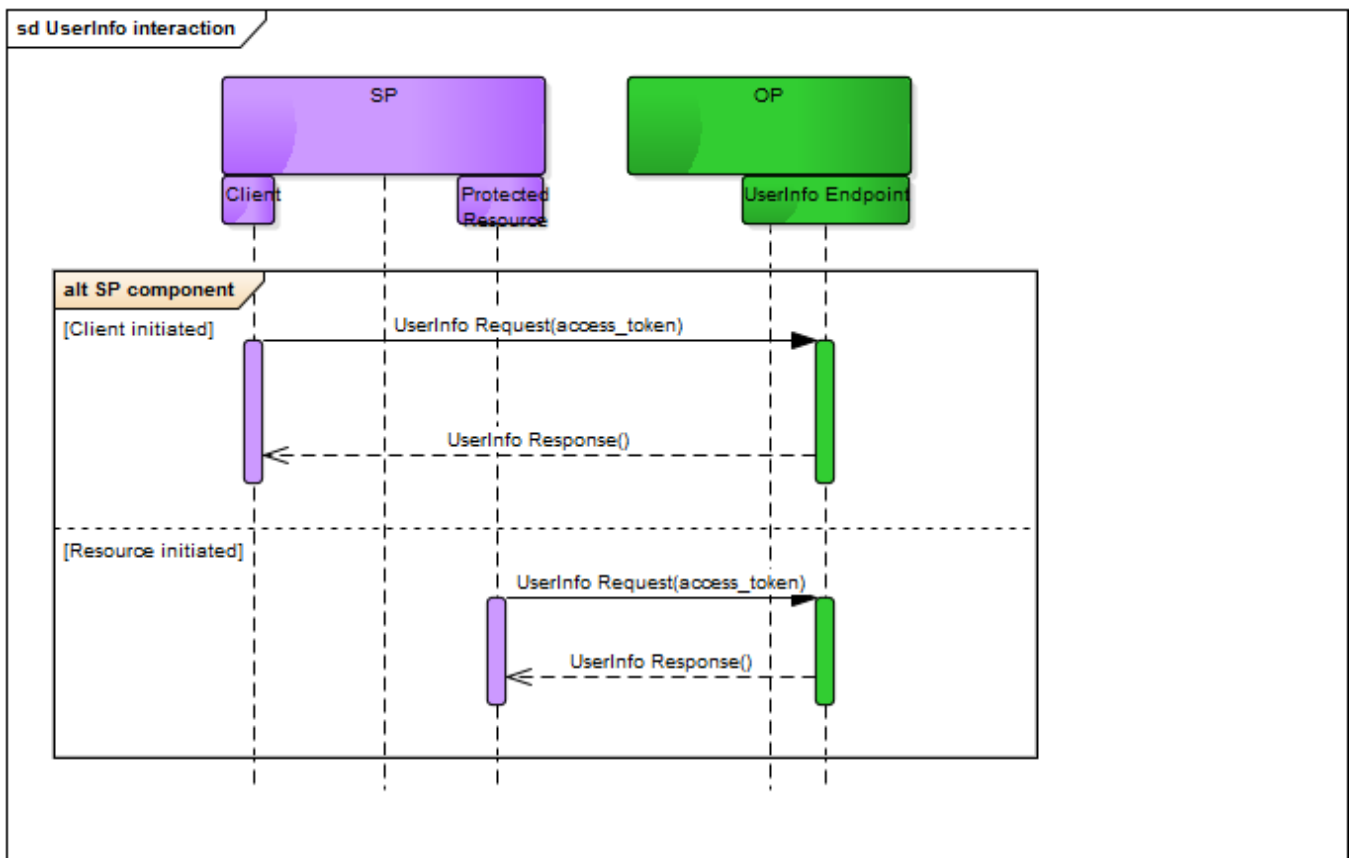 sd UserInfo interaction
SP
OP
Client
Protected
Resource
UserInfo Endpoint
alt SP component
[Client initiated]
UserInfo Request(access_token)
UserInfo Response()
[Resource initiated]
UserInfo Request(access_token)
UserInfo Response()